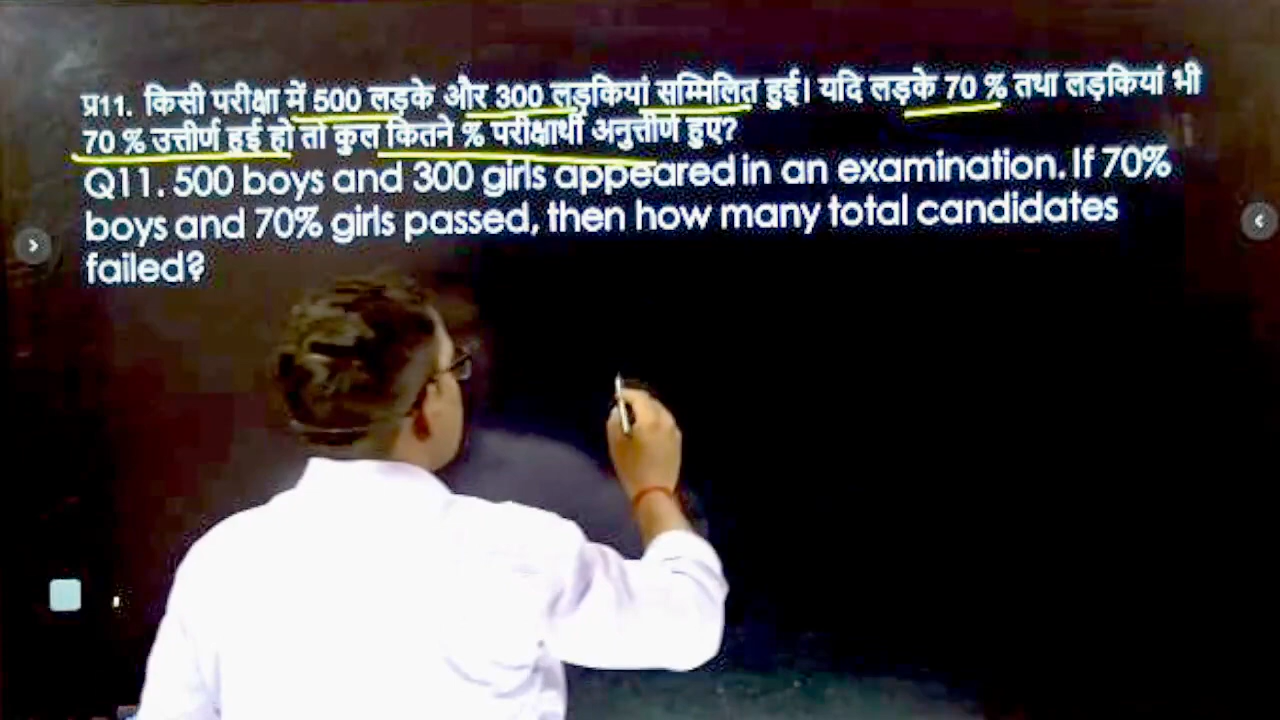 प्र11. किसी परीक्षा में 500 लड़के और 300 लड़कियां सम्मिलित हुई। यदि लड़के 70 % तथा लड़कियां भी
70 % उत्तीर्ण हुई हो तो कुल कितने % परीक्षार्थी अनुत्तीर्ण हुए?
Q11. 500 boys and 300 girls appeared in an examination. If 70%
boys and 70% girls passed, then how many total candidates
failed?